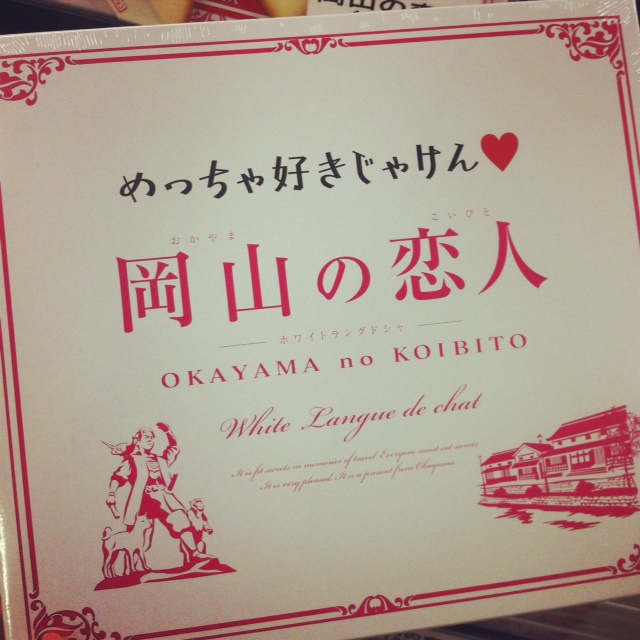 めっちゃ好きじゃけん♥
おかやま こいびと
岡山の恋人
ホワイトラングドシャ
OKAYAMA no KOIBITO
White Langue de chat
It is fit sweets in memories of travel. Everyone must eat sweets
It is very pleased It is a present from Okayama